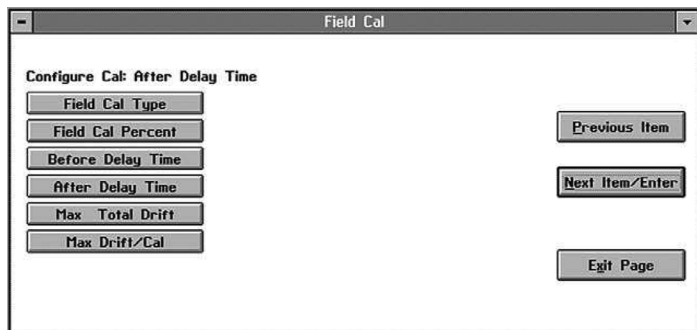 Field Cal
Configure Cal: After Delay Time
Field Cal Type
Field Cal Percent
Before Delay Time
After Delay Time
Max Total Drift
Max Drift/Cal
Previous Item
Next Item/Enter
Exit Page